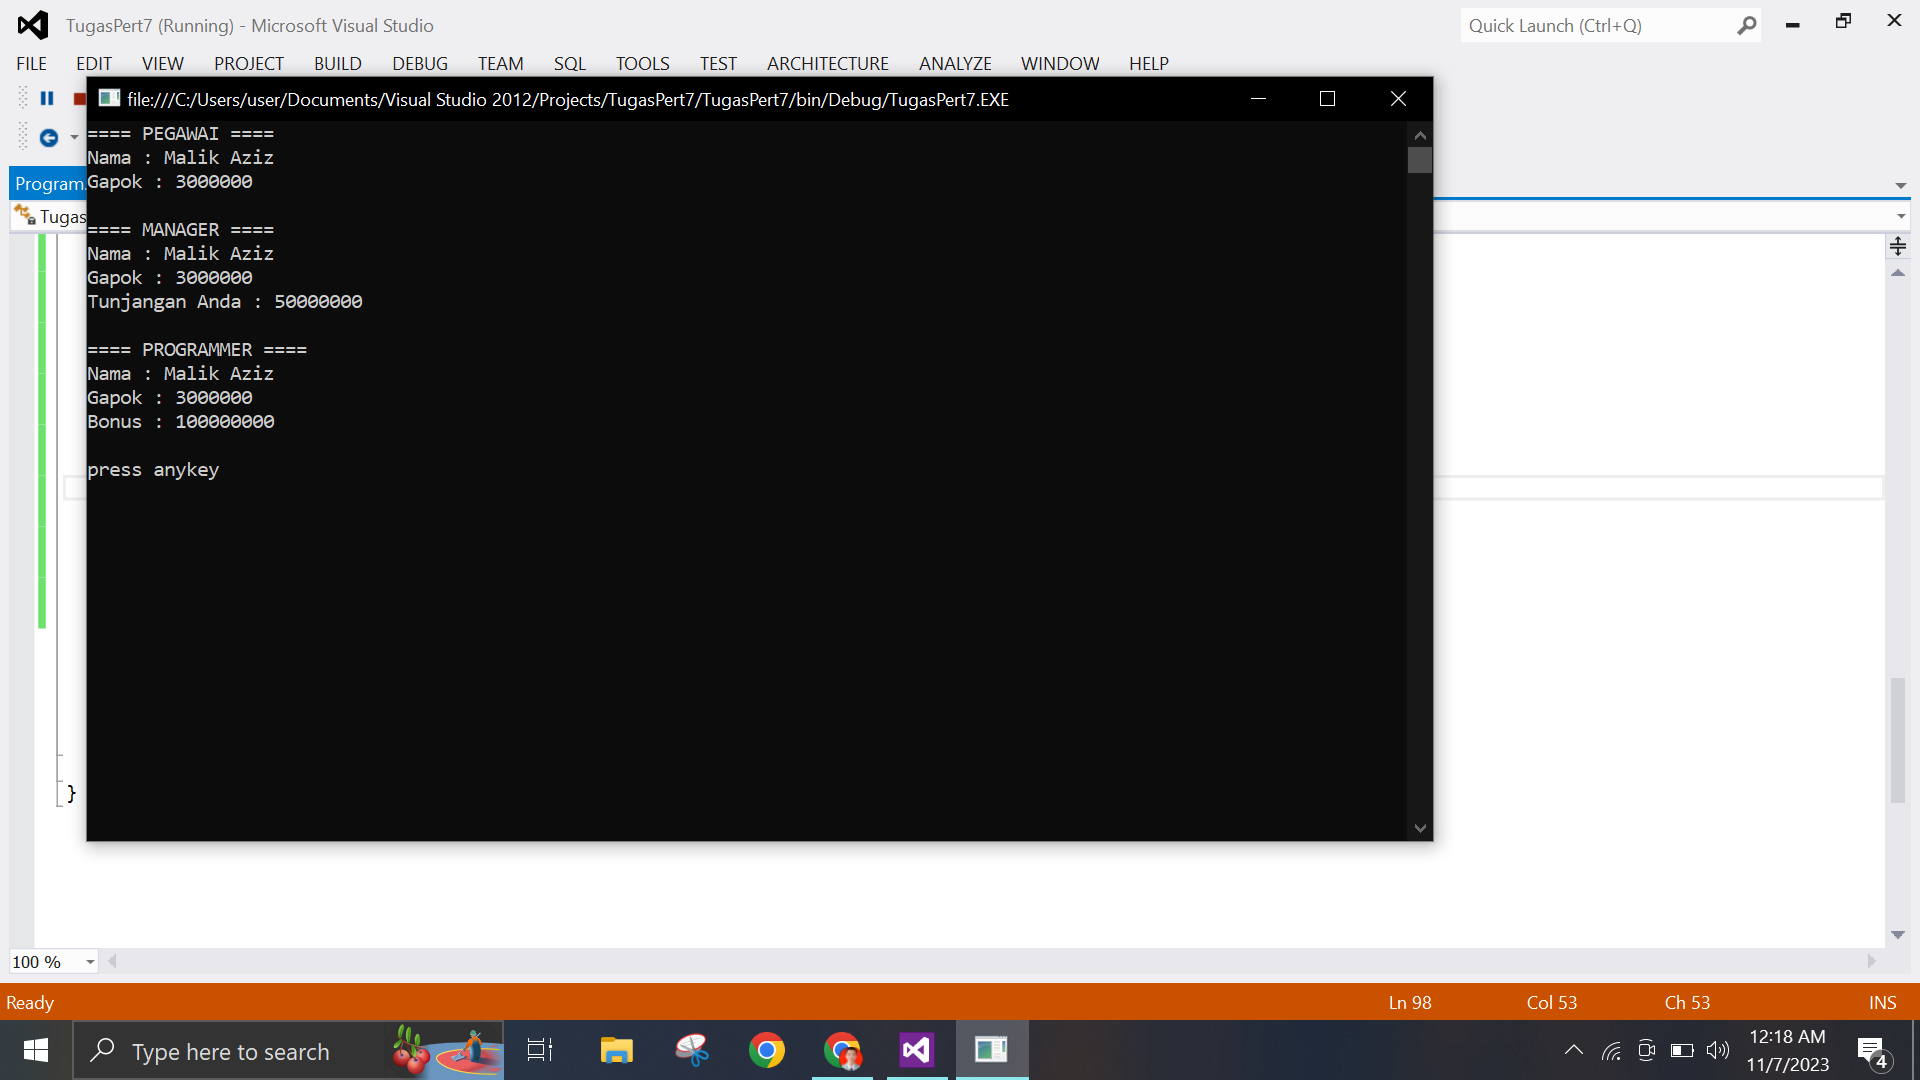 TugasPert7 (Running) - Microsoft Visual Studio
Quick Launch (Ctrl+Q)
FILE EDIT VIEW PROJECT BUILD DEBUG TEAM SQL TOOLS TEST ARCHITECTURE ANALYZE WINDOW HELP
file:///C:/Users/user/Documents/Visual Studio 2012/Projects/TugasPert7/TugasPert7/bin/Debug/TugasPert7.EXE
Program.
Tugas
==== PEGAWAI ====
Nama : Malik Aziz
Gapok : 3000000
==== MANAGER ====
Nama : Malik Aziz
Gapok : 3000000
Tunjangan Anda : 50000000
==== PROGRAMMER ====
Nama : Malik Aziz
Gapok : 3000000
Bonus : 100000000
press anykey
}
100 %
Ready Ln 98 Col 53 Ch 53 INS
Type here to search
12:18 AM
11/7/2023
4